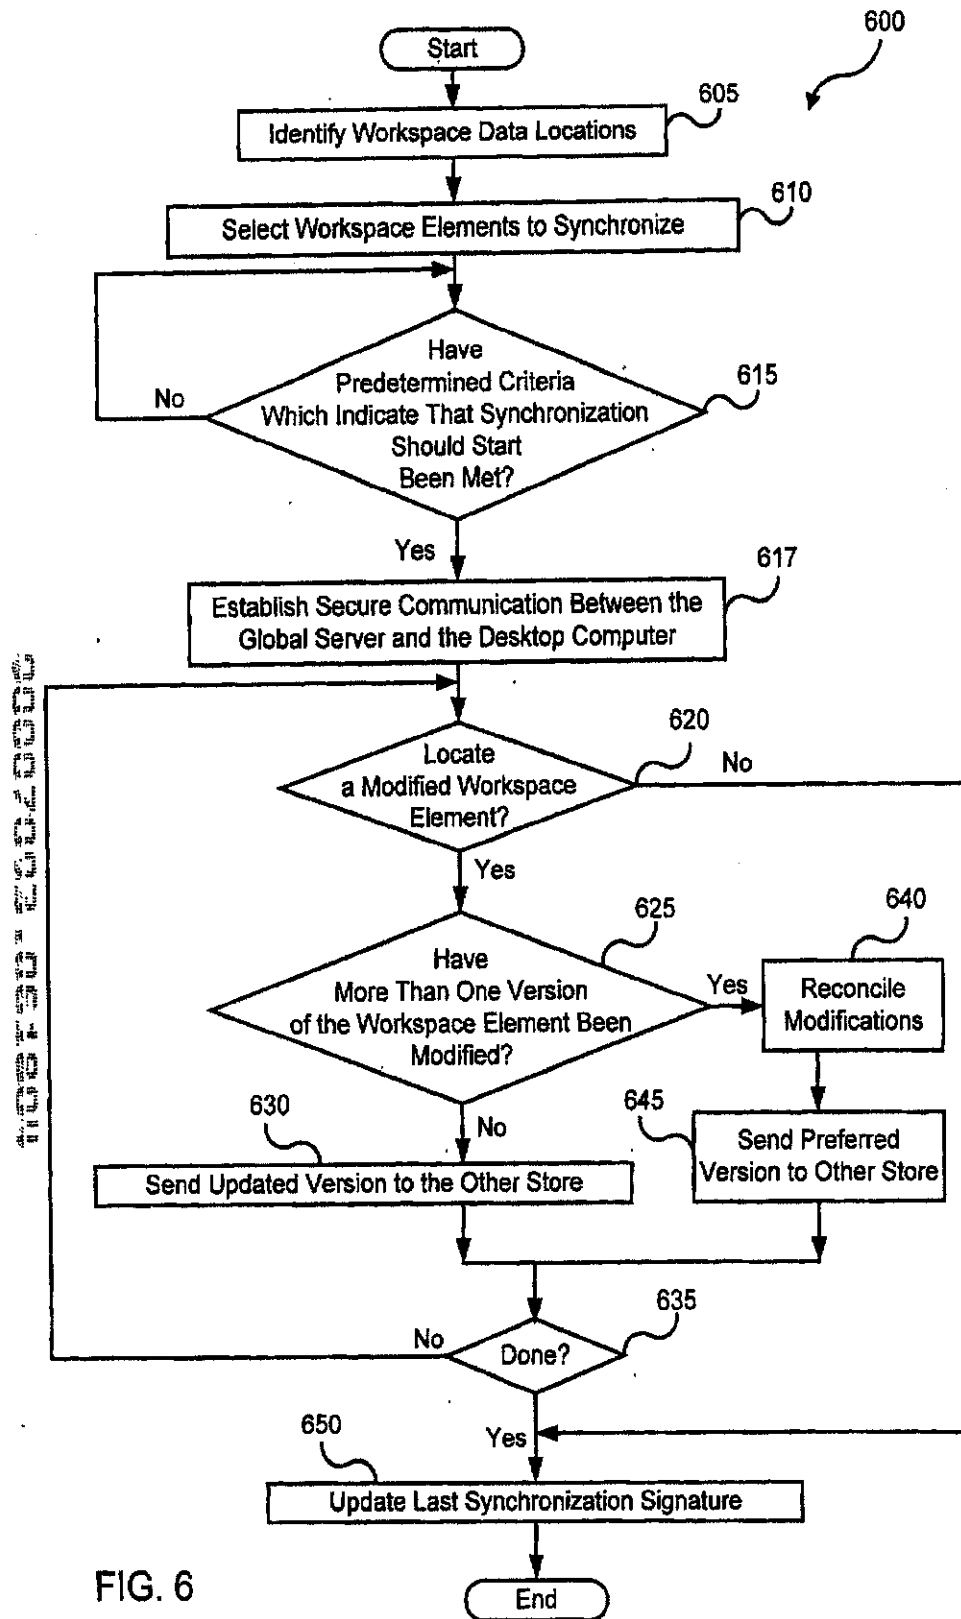 600
Start
605
Identify Workspace Data Locations
610
Select Workspace Elements to Synchronize
Have
Predetermined Criteria
Which Indicate That Synchronization
Should Start
Been Met?
615
No
Yes
617
Establish Secure Communication Between the
Global Server and the Desktop Computer
620
Locate
a Modified Workspace
Element?
No
Yes
625
640
Have
More Than One Version
of the Workspace Element Been
Modified?
Yes
Reconcile
Modifications
No
630
645
Send Updated Version to the Other Store
Send Preferred
Version to Other Store
635
No
Done?
Yes
650
Update Last Synchronization Signature
End
FIG. 6